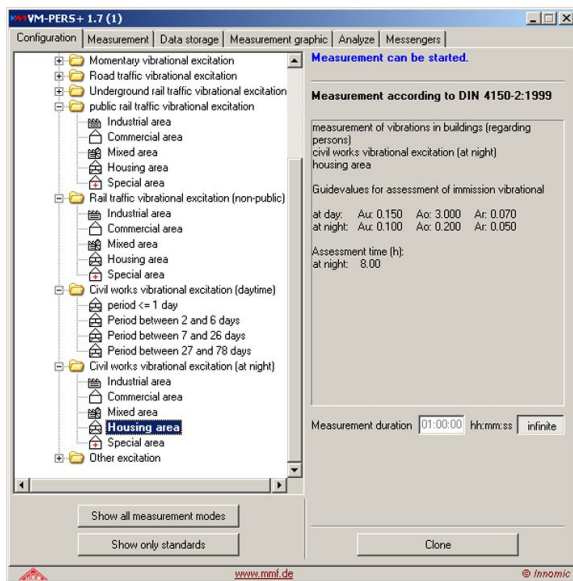 VM-PERS+ 1.7 (1)
Configuration Measurement Data storage Measurement graphic Analyze Messengers
Momentary vibrational excitation
Road traffic vibrational excitation
Underground rail traffic vibrational excitation
public rail traffic vibrational excitation
Industrial area
Commercial area
Mixed area
Housing area
Special area
Rail traffic vibrational excitation (non-public)
Industrial area
Commercial area
Mixed area
Housing area
Special area
Civil works vibrational excitation (daytime)
period <= 1 day
Period between 2 and 6 days
Period between 7 and 26 days
Period between 27 and 78 days
Civil works vibrational excitation (at night)
Industrial area
Commercial area
Mixed area
Housing area
Special area
Other excitation
Show all measurement modes
Show only standards
Measurement can be started.
Measurement according to DIN 4150-2:1999
measurement of vibrations in buildings (regarding
persons)
civil works vibrational excitation (at night)
housing area
Guidevalues for assessment of immission vibrational
at day: Au: 0.150 Ao: 3.000 Ar: 0.070
at night: Au: 0.100 Ao: 0.200 Ar: 0.050
Assessment time (h):
at night: 8.00
Measurement duration 01:00:00 hh:mm:ss infinite
Clone
www.mmf.de
© Innomic